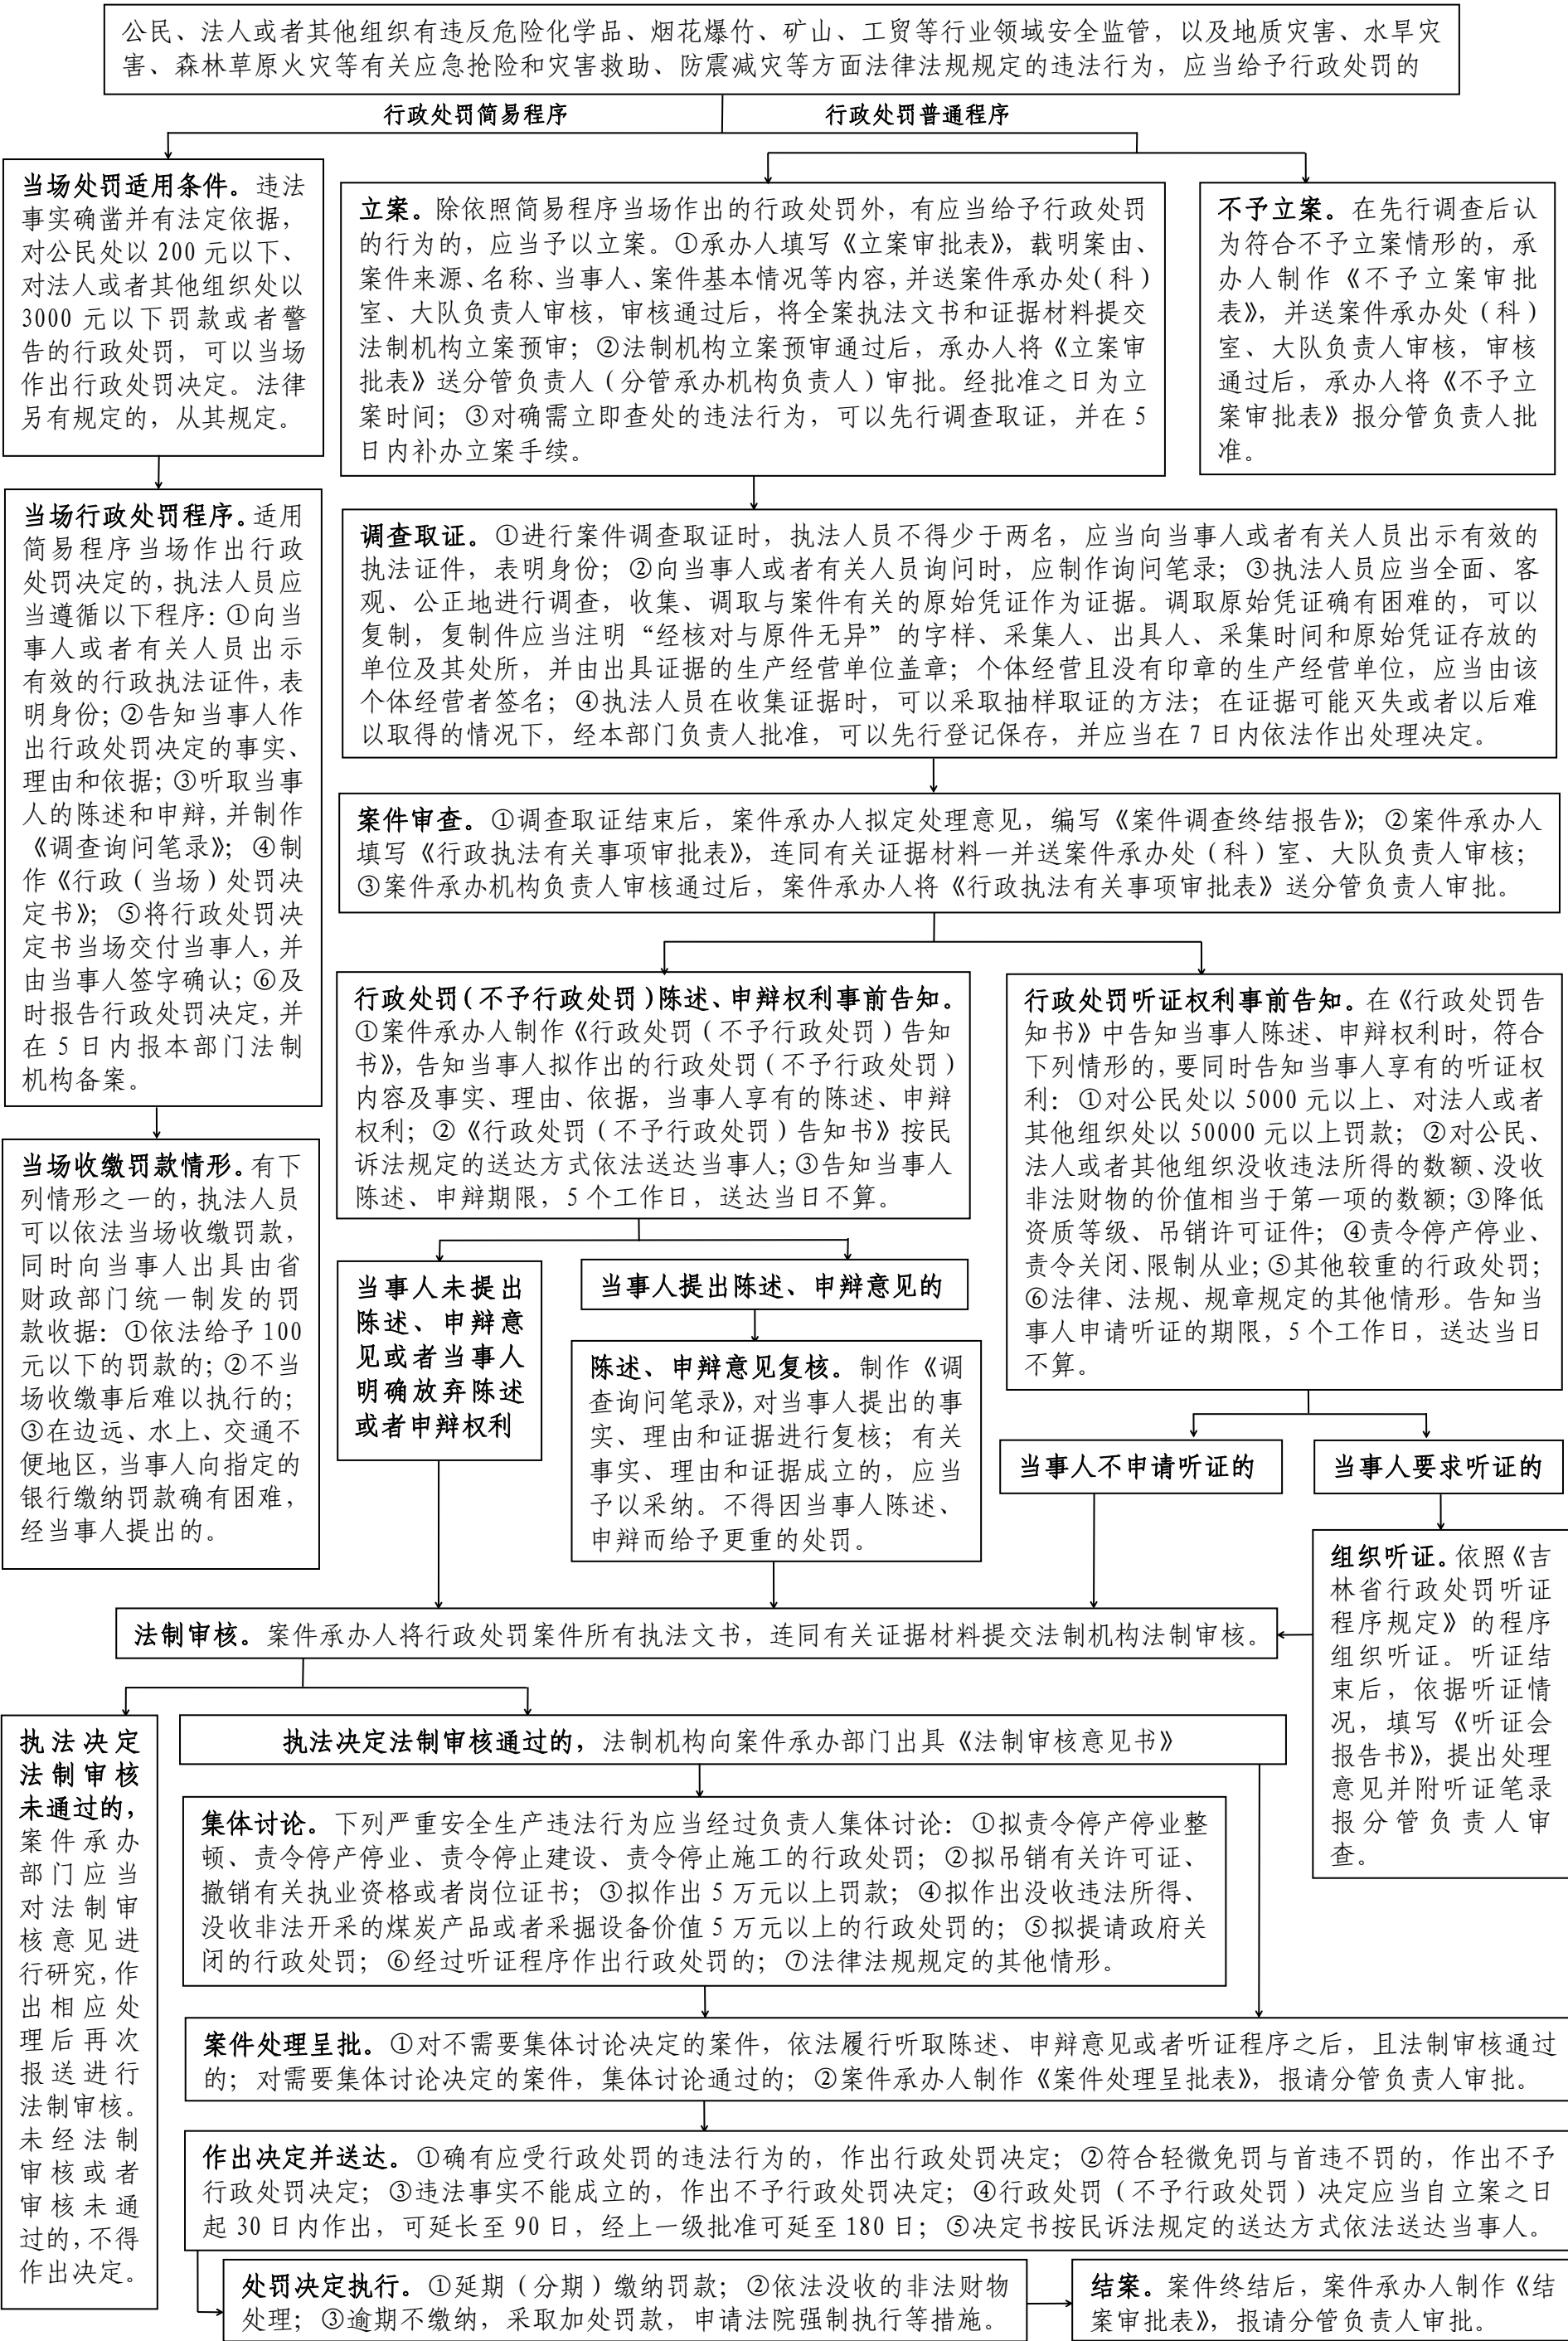 公民、法人或者其他组织有违反危险化学品、烟花爆竹、矿山、工贸等行业领域安全监管，以及地质灾害、水旱灾
害、森林草原火灾等有关应急抢险和灾害救助、防震减灾等方面法律法规规定的违法行为，应当给予行政处罚的
行政处罚简易程序
行政处罚普通程序
当场处罚适用条件。违法
事实确凿并有法定依据，
对公民处以 200 元以下、
对法人或者其他组织处以
3000 元以下罚款或者警
告的行政处罚，可以当场
作出行政处罚决定。法律
另有规定的，从其规定。
立案。除依照简易程序当场作出的行政处罚外，有应当给予行政处罚
的行为的，应当予以立案。①承办人填写《立案审批表》，载明案由、
案件来源、名称、当事人、案件基本情况等内容，并送案件承办处（科）
室、大队负责人审核，审核通过后，将全案执法文书和证据材料提交
法制机构立案预审；②法制机构立案预审通过后，承办人将《立案审
批表》送分管负责人（分管承办机构负责人）审批。经批准之日为立
案时间；③对确需立即查处的违法行为，可以先行调查取证，并在 5
日内补办立案手续。
不予立案。在先行调查后认
为符合不予立案情形的，承
办人制作《不予立案审批
表》，并送案件承办处（科）
室、大队负责人审核，审核
通过后，承办人将《不予立
案审批表》报分管负责人批
准。
当场行政处罚程序。适用
简易程序当场作出行政
处罚决定的，执法人员应
当遵循以下程序：①向当
事人或者有关人员出示
有效的行政执法证件，表
明身份；②告知当事人作
出行政处罚决定的事实、
理由和依据；③听取当事
人的陈述和申辩，并制作
《调查询问笔录》；④制
作《行政（当场）处罚决
定书》；⑤将行政处罚决
定书当场交付当事人，并
由当事人签字确认；⑥及
时报告行政处罚决定，并
在 5 日内报本部门法制
机构备案。
调查取证。①进行案件调查取证时，执法人员不得少于两名，应当向当事人或者有关人员出示有效的
执法证件，表明身份；②向当事人或者有关人员询问时，应制作询问笔录；③执法人员应当全面、客
观、公正地进行调查，收集、调取与案件有关的原始凭证作为证据。调取原始凭证确有困难的，可以
复制，复制件应当注明“经核对与原件无异”的字样、采集人、出具人、采集时间和原始凭证存放的
单位及其处所，并由出具证据的生产经营单位盖章；个体经营且没有印章的生产经营单位，应当由该
个体经营者签名；④执法人员在收集证据时，可以采取抽样取证的方法；在证据可能灭失或者以后难
以取得的情况下，经本部门负责人批准，可以先行登记保存，并应当在 7 日内依法作出处理决定。
案件审查。①调查取证结束后，案件承办人拟定处理意见，编写《案件调查终结报告》；②案件承办人
填写《行政执法有关事项审批表》，连同有关证据材料一并送案件承办处（科）室、大队负责人审核；
③案件承办机构负责人审核通过后，案件承办人将《行政执法有关事项审批表》送分管负责人审批。
行政处罚（不予行政处罚）陈述、申辩权利事前告知。
①案件承办人制作《行政处罚（不予行政处罚）告知
书》，告知当事人拟作出的行政处罚（不予行政处罚）
内容及事实、理由、依据，当事人享有的陈述、申辩
权利；②《行政处罚（不予行政处罚）告知书》按民
诉法规定的送达方式依法送达当事人；③告知当事人
陈述、申辩期限，5 个工作日，送达当日不算。
行政处罚听证权利事前告知。在《行政处罚告
知书》中告知当事人陈述、申辩权利时，符合
下列情形的，要同时告知当事人享有的听证权
利：①对公民处以 5000 元以上、对法人或者
其他组织处以 50000 元以上罚款；②对公民、
法人或者其他组织没收违法所得的数额、没收
非法财物的价值相当于第一项的数额；③降低
资质等级、吊销许可证件；④责令停产停业、
责令关闭、限制从业；⑤其他较重的行政处罚；
⑥法律、法规、规章规定的其他情形。告知当
事人申请听证的期限，5 个工作日，送达当日
不算。
当场收缴罚款情形。有下
列情形之一的，执法人员
可以依法当场收缴罚款，
同时向当事人出具由省
财政部门统一制发的罚
款收据：①依法给予 100
元以下的罚款的；②不当
场收缴事后难以执行的；
③在边远、水上、交通不
便地区，当事人向指定的
银行缴纳罚款确有困难，
经当事人提出的。
当事人未提出
陈述、申辩意
见或者当事人
明确放弃陈述
或者申辩权利
当事人提出陈述、申辩意见的
陈述、申辩意见复核。制作《调
查询问笔录》，对当事人提出的事
实、理由和证据进行复核；有关
事实、理由和证据成立的，应当
予以采纳。不得因当事人陈述、
申辩而给予更重的处罚。
当事人不申请听证的
当事人要求听证的
组织听证。依照《吉
林省行政处罚听证
程序规定》的程序
组织听证。听证结
束后，依据听证情
况，填写《听证会
报告书》，提出处理
意见并附听证笔录
报分管负责人审
查。
法制审核。案件承办人将行政处罚案件所有执法文书，连同有关证据材料提交法制机构法制审核。
执法决定
法制审核
未通过的，
案件承办
部门应当
对法制审
核意见进
行研究，作
出相应处
理后再次
报送进行
法制审核。
未经法制
审核或者
审核未通
过的，不得
作出决定。
执法决定法制审核通过的，法制机构向案件承办部门出具《法制审核意见书》
集体讨论。下列严重安全生产违法行为应当经过负责人集体讨论：①拟责令停产停业整
顿、责令停产停业、责令停止建设、责令停止施工的行政处罚；②拟吊销有关许可证、
撤销有关执业资格或者岗位证书；③拟作出 5 万元以上罚款；④拟作出没收违法所得、
没收非法开采的煤炭产品或者采掘设备价值 5 万元以上的行政处罚的；⑤拟提请政府关
闭的行政处罚；⑥经过听证程序作出行政处罚的；⑦法律法规规定的其他情形。
案件处理呈批。①对不需要集体讨论决定的案件，依法履行听取陈述、申辩意见或者听证程序之后，且法制审核通过
的；对需要集体讨论决定的案件，集体讨论通过的；②案件承办人制作《案件处理呈批表》，报请分管负责人审批。
作出决定并送达。①确有应受行政处罚的违法行为的，作出行政处罚决定；②符合轻微免罚与首违不罚的，作出不予
行政处罚决定；③违法事实不能成立的，作出不予行政处罚决定；④行政处罚（不予行政处罚）决定应当自立案之日
起 30 日内作出，可延长至 90 日，经上一级批准可延至 180 日；⑤决定书按民诉法规定的送达方式依法送达当事人。
处罚决定执行。①延期（分期）缴纳罚款；②依法没收的非法财物
处理；③逾期不缴纳，采取加处罚款，申请法院强制执行等措施。
结案。案件终结后，案件承办人制作《结
案审批表》，报请分管负责人审批。